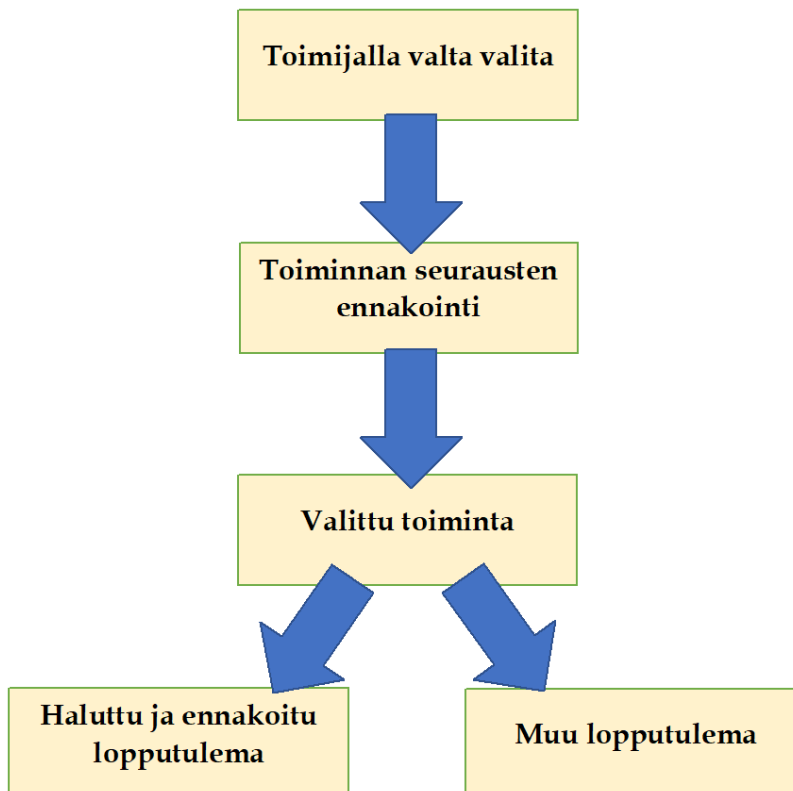 Toimijalla valta valita
Toiminnan seurausten
ennakointi
Valittu toiminta
Haluttu ja ennakoitu
lopputulema
Muu lopputulema